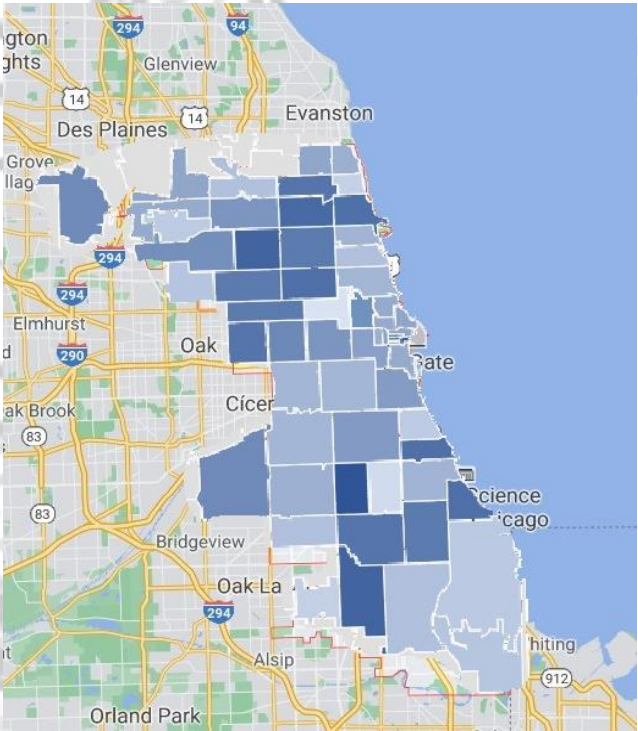 ngton
ghts
294
94
Glenview
14
14
Evanston
Des Plaines
Grove
llag
294
294
Elmhurst
290
Oak
Gate
ak Brook
Cícer
83
Science
icago
83
Bridgeview
Oak La
294
hiting
Alsip
912
Orland Park